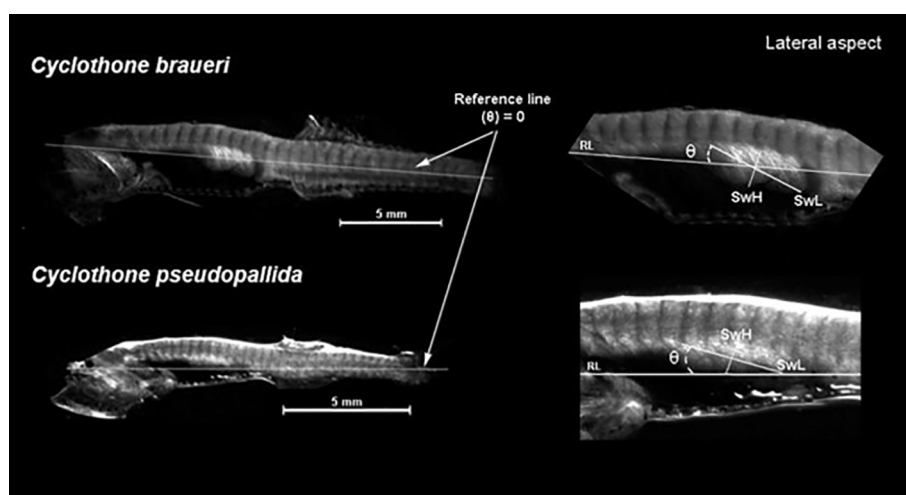 Lateral aspect
Cyclothone braueri
Reference line
(θ) = 0
5 mm
RL
θ
SwH
SwL
Cyclothone pseudopallida
5 mm
SwH
θ
SwL
RL